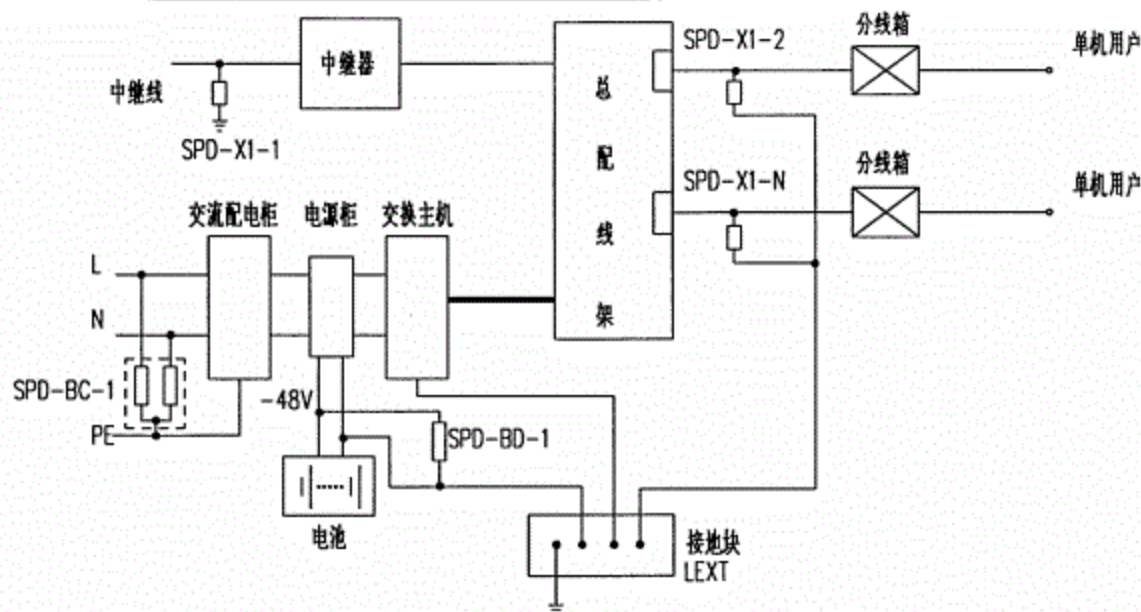 SPD-X1-2
分线箱
单机用户
中继器
中继线
总配线架
SPD-X1-1
SPD-X1-N
分线箱
单机用户
交流配电柜
电源柜
交换主机
L
N
SPD-BC-1
-48V
PE
SPD-BD-1
电池
接地块
LEXT